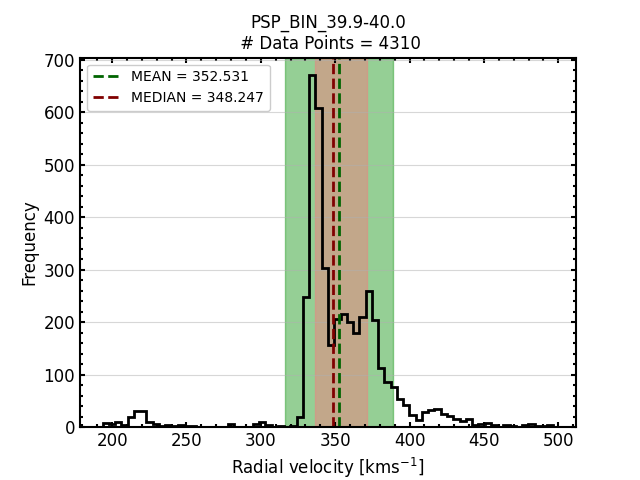 PSP_BIN_39.9-40.0
# Data Points = 4310
MEAN = 352.531
MEDIAN = 348.247
Frequency
700
600
500
400
300
200
100
0
200
250
300
350
400
450
500
Radial velocity [kms⁻¹]